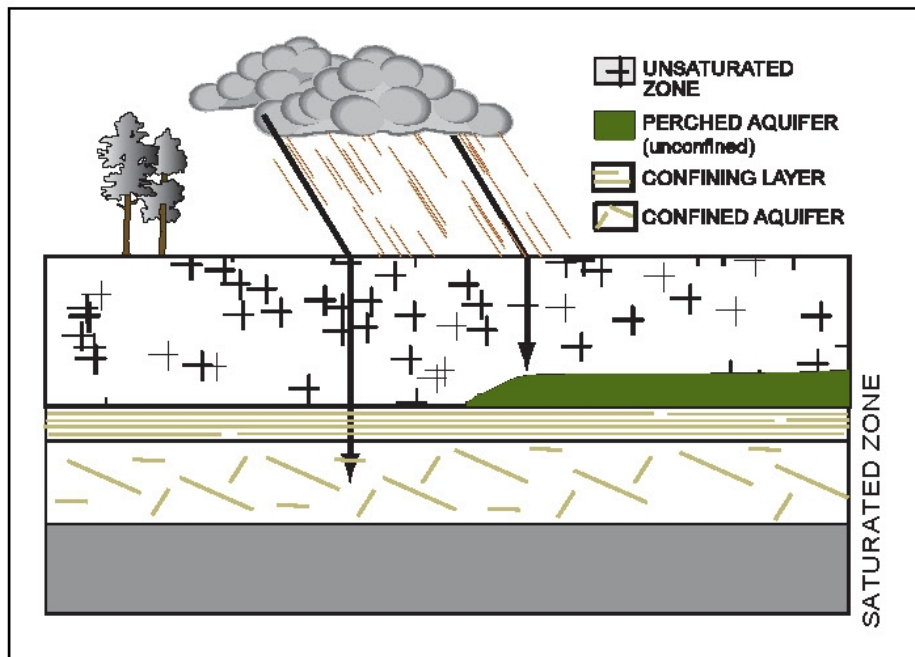 UNSATURATED
ZONE
PERCHED AQUIFER
(unconfined)
CONFINING LAYER
CONFINED AQUIFER
SATURATED ZONE